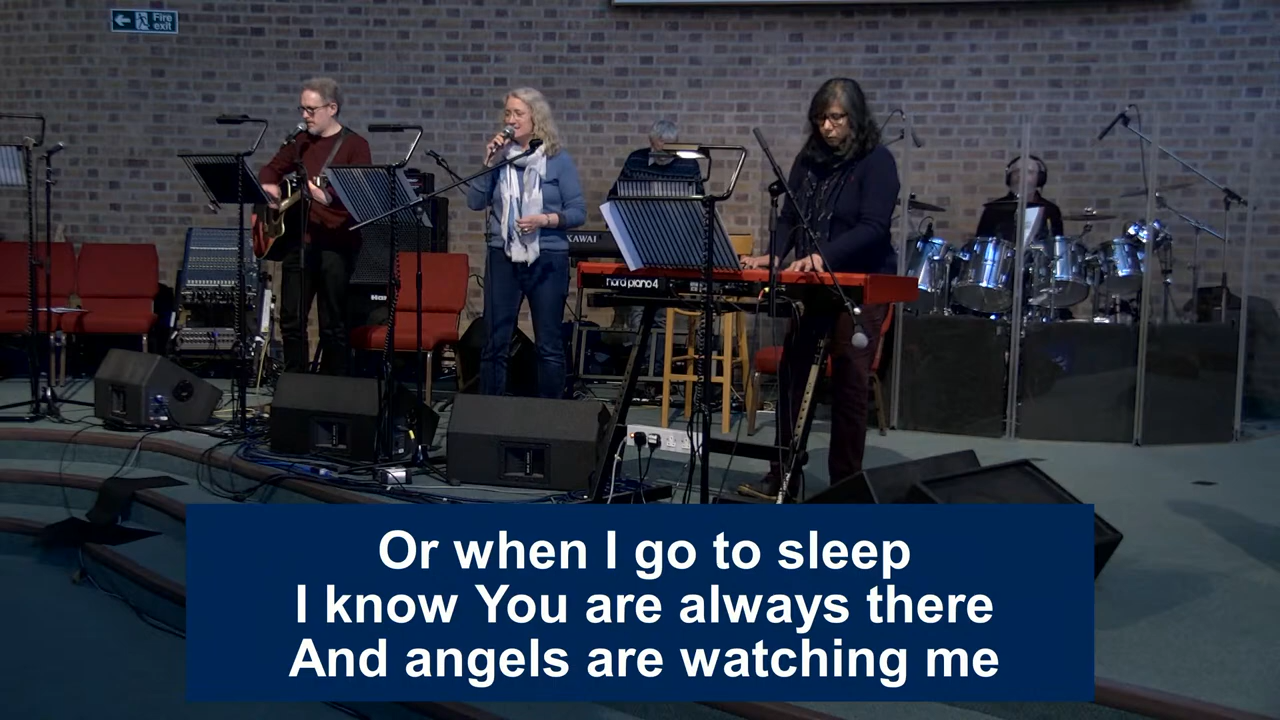 Fire
exit
KAWAI
nord piano 4
Or when I go to sleep
I know You are always there
And angels are watching me